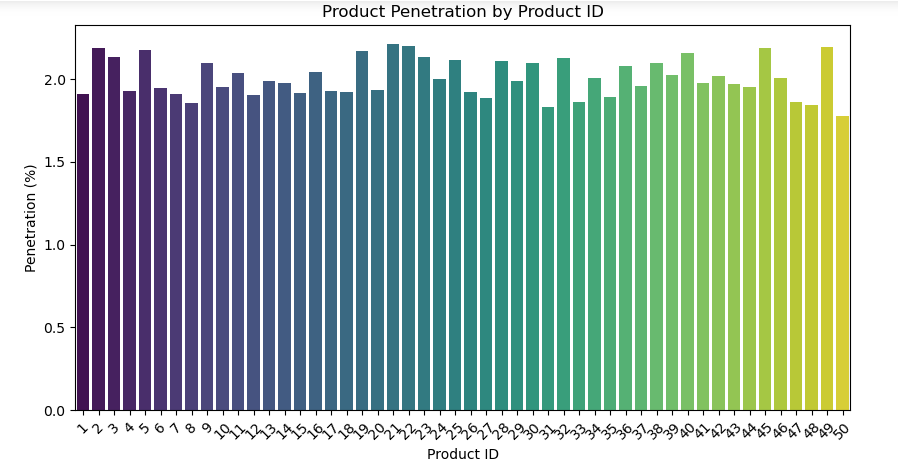 Product Penetration by Product ID
Penetration (%)
2.0
1.5
1.0
0.5
0.0
1 2 3 4 5 6 7 8 9 10 11 12 13 14 15 16 17 18 19 20 21 22 23 24 25 26 27 28 29 30 31 32 33 34 35 36 37 38 39 40 41 42 43 44 45 46 47 48 49 50
Product ID